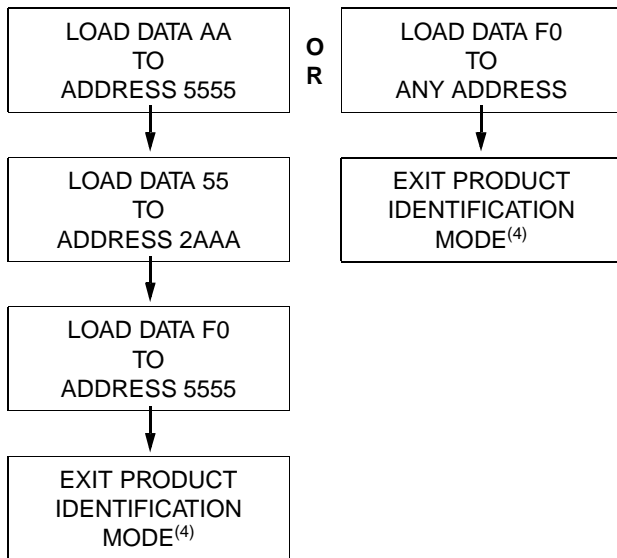 LOAD DATA AA
TO
ADDRESS 5555
LOAD DATA 55
TO
ADDRESS 2AAA
LOAD DATA F0
TO
ADDRESS 5555
EXIT PRODUCT
IDENTIFICATION
MODE(4)
O
R
LOAD DATA F0
TO
ANY ADDRESS
EXIT PRODUCT
IDENTIFICATION
MODE(4)